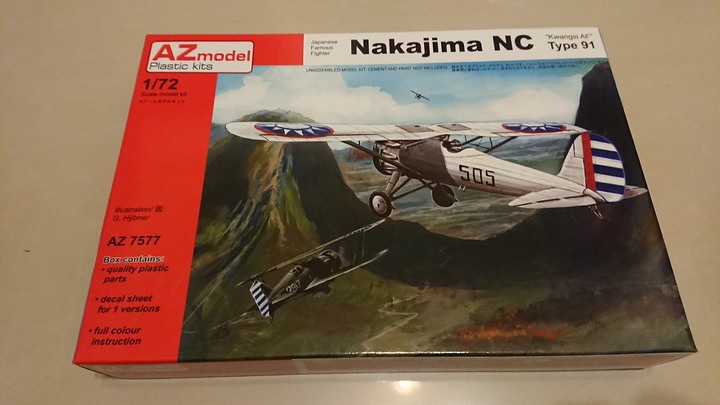 AZmodel
Plastic kits
1/72
Scale model kit
Japanese
Famous
Fighter
Nakajima NC
"Kwangsi AF"
Type 91
UNASSEMBLED MODEL KIT, CEMENT AND PAINT NOT INCLUDED.
505
2017
Illustration/
G. Hijbner
AZ 7577
Box contains:
• quality plastic
parts
• decal sheet
for 1 versions
• full colour
instruction